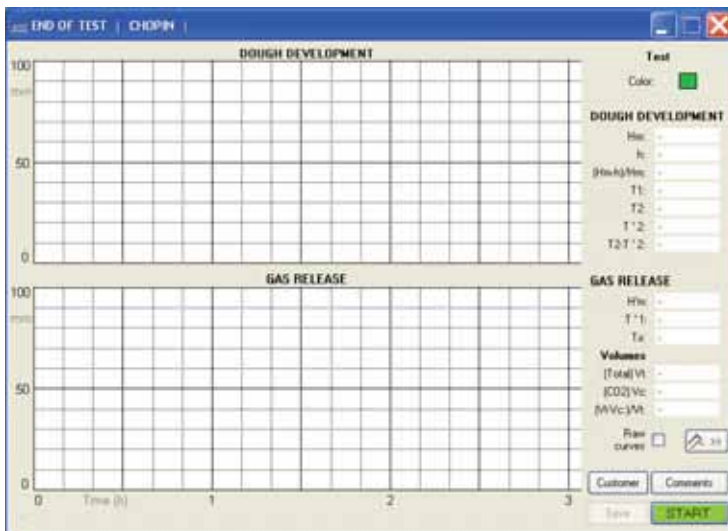 END OF TEST | CHOPIN |
DOUGH DEVELOPMENT
100
mm
50
0
GAS RELEASE
100
mm
50
0
0 Time (h) 1 2 3
Test
Color:
DOUGH DEVELOPMENT
Hm: -
h: -
(Hm-h)/Hm: -
T1: -
T2: -
T'2: -
T2-T'2: -
GAS RELEASE
H'm: -
T'1: -
Tx: -
Volumes
(Total) Vt: -
(CO2) Vc: -
(Vt-Vc)/Vt: -
Raw
curves
>>
Customer Comments
Save START